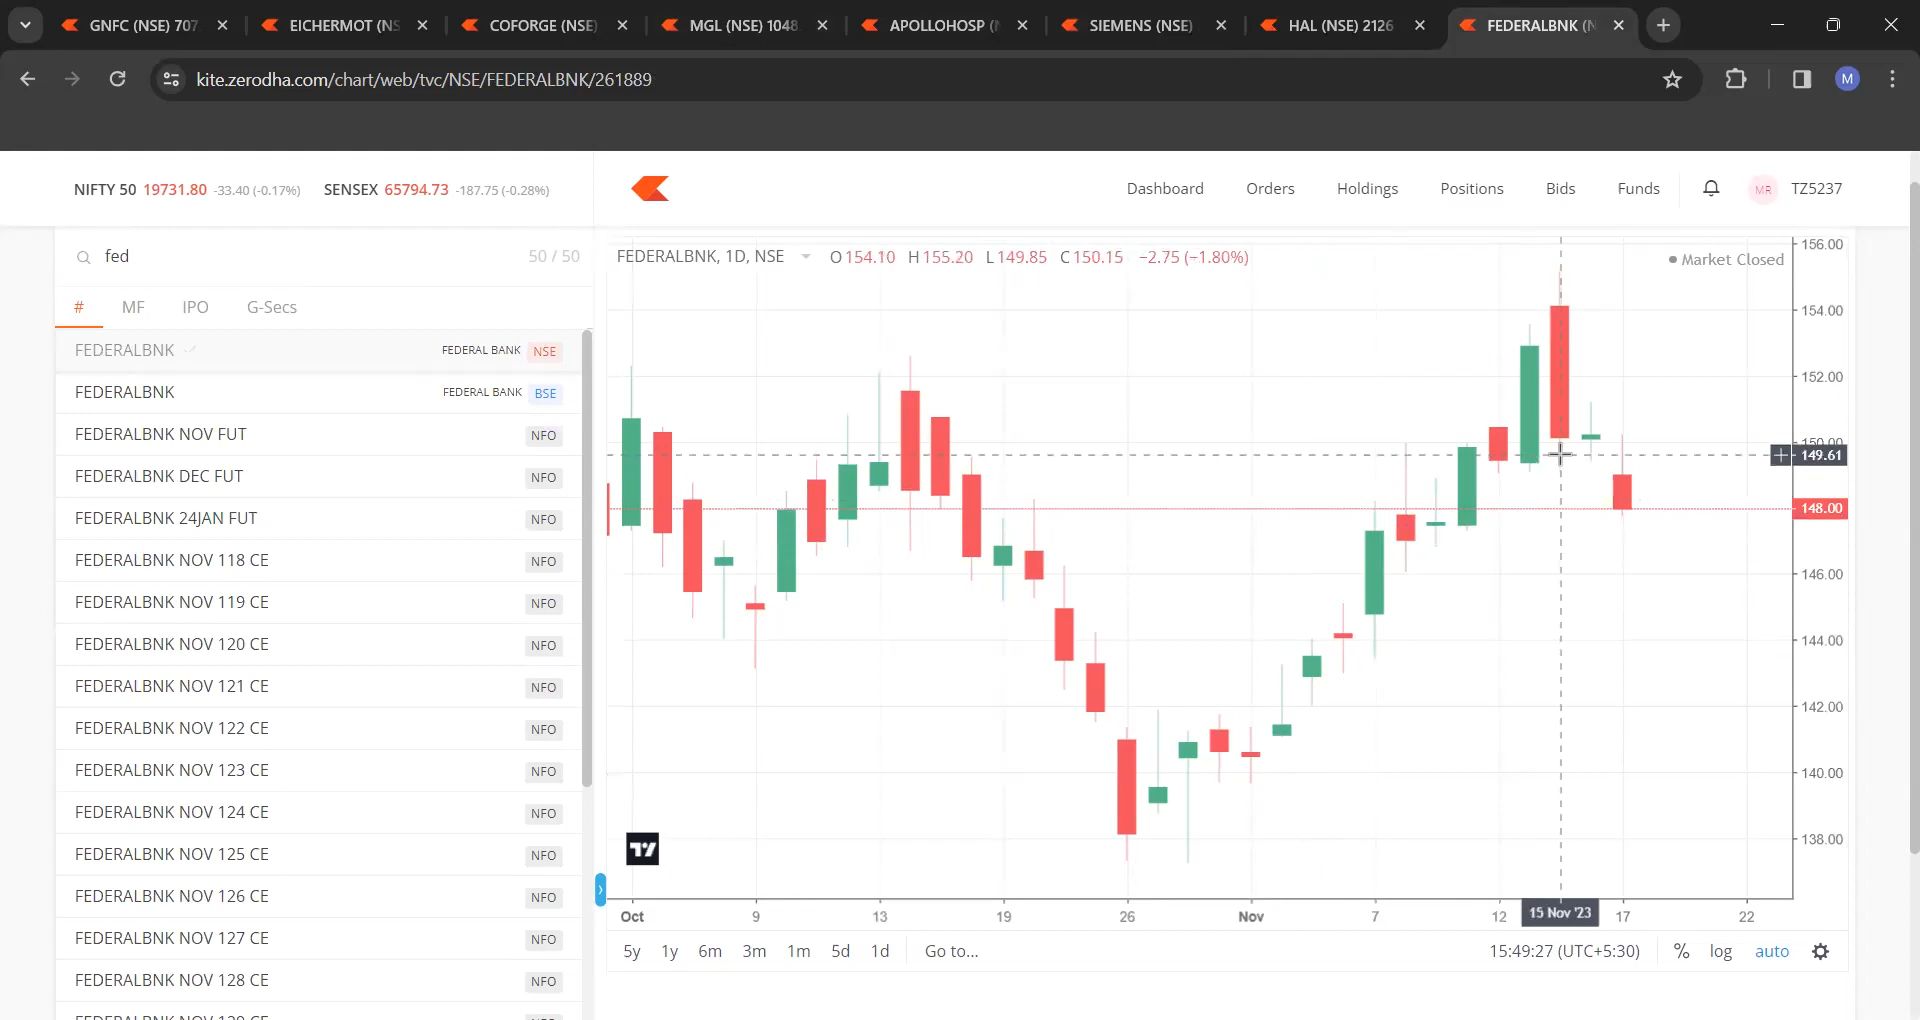 GNFC (NSE) 707
EICHERMOT (NS
COFORGE (NSE)
MGL (NSE) 1048.
APOLLOHOSP (
SIEMENS (NSE)
HAL (NSE) 2126
FEDERALBNK (N
kite.zerodha.com/chart/web/tvc/NSE/FEDERALBNK/261889
M
NIFTY 50 19731.80 -33.40 (-0.17%) SENSEX 65794.73 -187.75 (-0.28%)
Dashboard Orders Holdings Positions Bids Funds MR TZ5237
fed 50 / 50
# MF IPO G-Secs
FEDERALBNK FEDERAL BANK NSE
FEDERALBNK FEDERAL BANK BSE
FEDERALBNK NOV FUT NFO
FEDERALBNK DEC FUT NFO
FEDERALBNK 24JAN FUT NFO
FEDERALBNK NOV 118 CE NFO
FEDERALBNK NOV 119 CE NFO
FEDERALBNK NOV 120 CE NFO
FEDERALBNK NOV 121 CE NFO
FEDERALBNK NOV 122 CE NFO
FEDERALBNK NOV 123 CE NFO
FEDERALBNK NOV 124 CE NFO
FEDERALBNK NOV 125 CE NFO
FEDERALBNK NOV 126 CE NFO
FEDERALBNK NOV 127 CE NFO
FEDERALBNK NOV 128 CE NFO
FEDERALBNK, 1D, NSE O154.10 H155.20 L149.85 C150.15 −2.75 (−1.80%)
Market Closed
156.00
154.00
152.00
150.00
149.61
148.00
146.00
144.00
142.00
140.00
138.00
Oct 9 13 19 26 Nov 7 12 15 Nov '23 17 22
5y 1y 6m 3m 1m 5d 1d Go to... 15:49:27 (UTC+5:30) % log auto